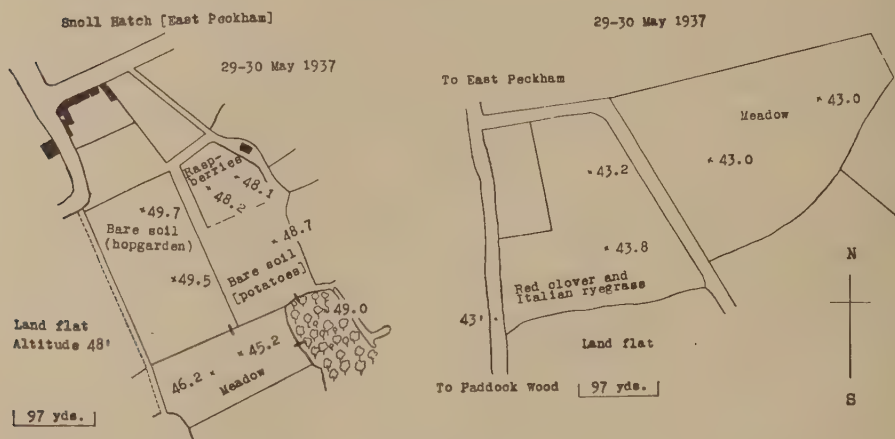 Snoll Hatch [East Peckham]
29-30 May 1937
Rasp-
berries
48.1
48.2
49.7
Bare soil
(hopgarden)
48.7
49.5
Bare soil
[potatoes]
49.0
Land flat
Altitude 48'
45.2
46.2
Meadow
97 yds.
29-30 May 1937
To East Peckham
43.0
Meadow
43.0
43.2
43.8
Red clover and
Italian ryegrass
43'
Land flat
To Paddock Wood
97 yds.
N
S